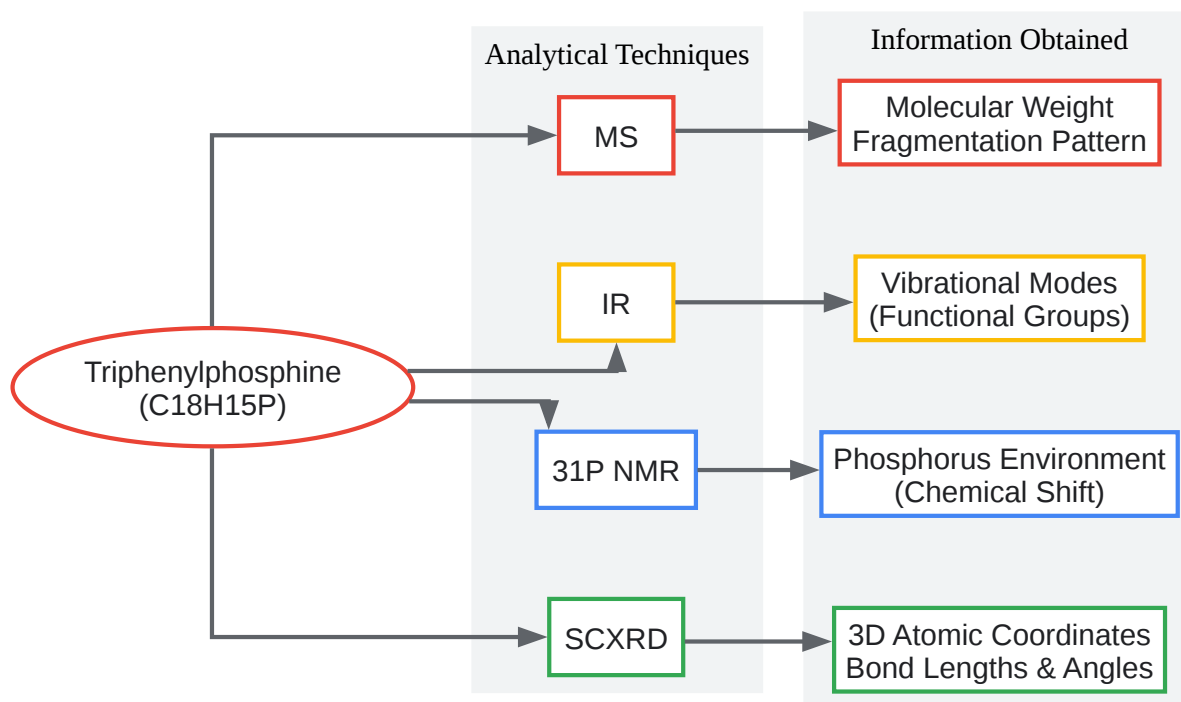 Analytical Techniques
Information Obtained
MS
Molecular Weight
Fragmentation Pattern
IR
Vibrational Modes
(Functional Groups)
Triphenylphosphine
(C18H15P)
31P NMR
Phosphorus Environment
(Chemical Shift)
SCXRD
3D Atomic Coordinates
Bond Lengths & Angles